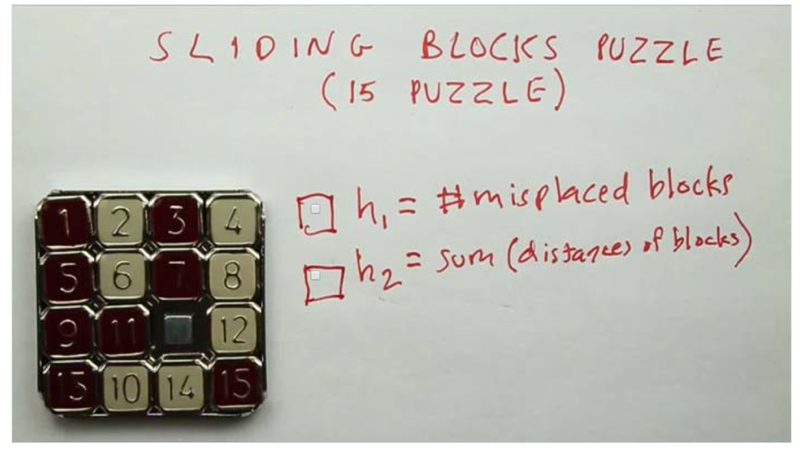 SLIDING BLOCKS PUZZLE
(15 PUZZLE)
h₁ = #misplaced blocks
h₂ = sum (distances of blocks)
1 2 3 4
5 6 7 8
9 11 12
13 10 14 15